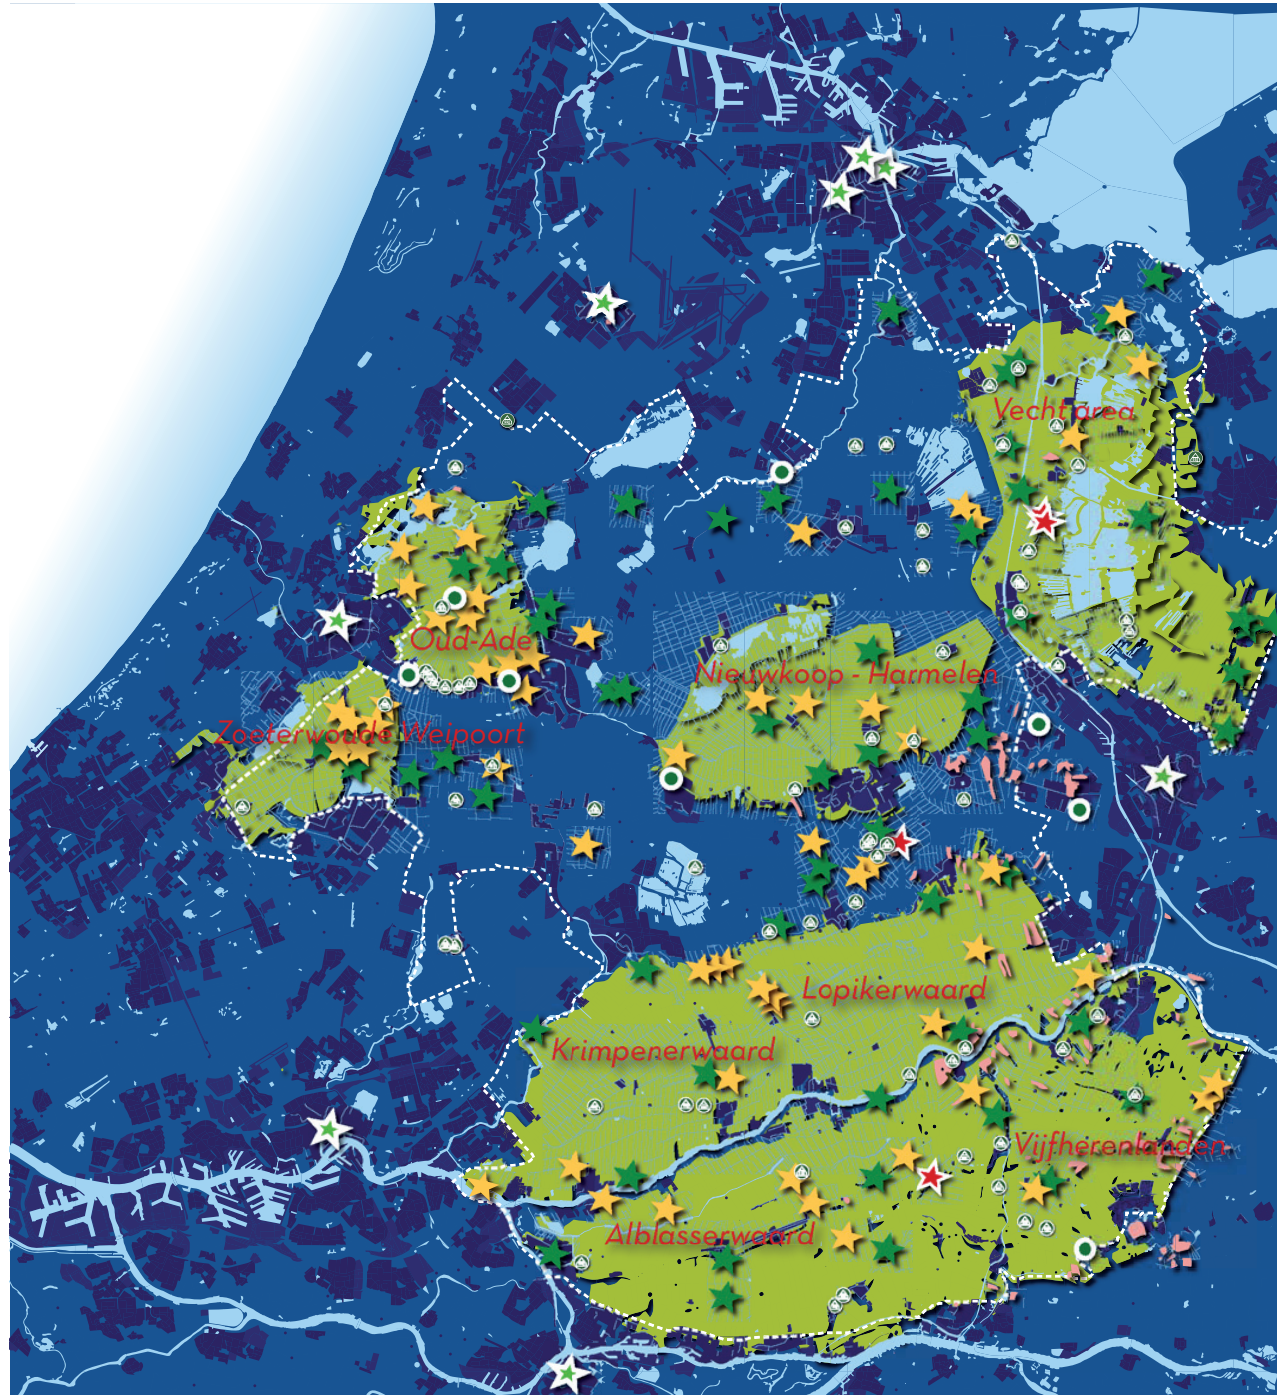 Vecht area
Oud-Ade
Nieuwkoop - Harmelen
Zoeterwoude Weipoort
Lopikerwaard
Krimpenerwaard
Vijfherenlanden
Alblasserwaard